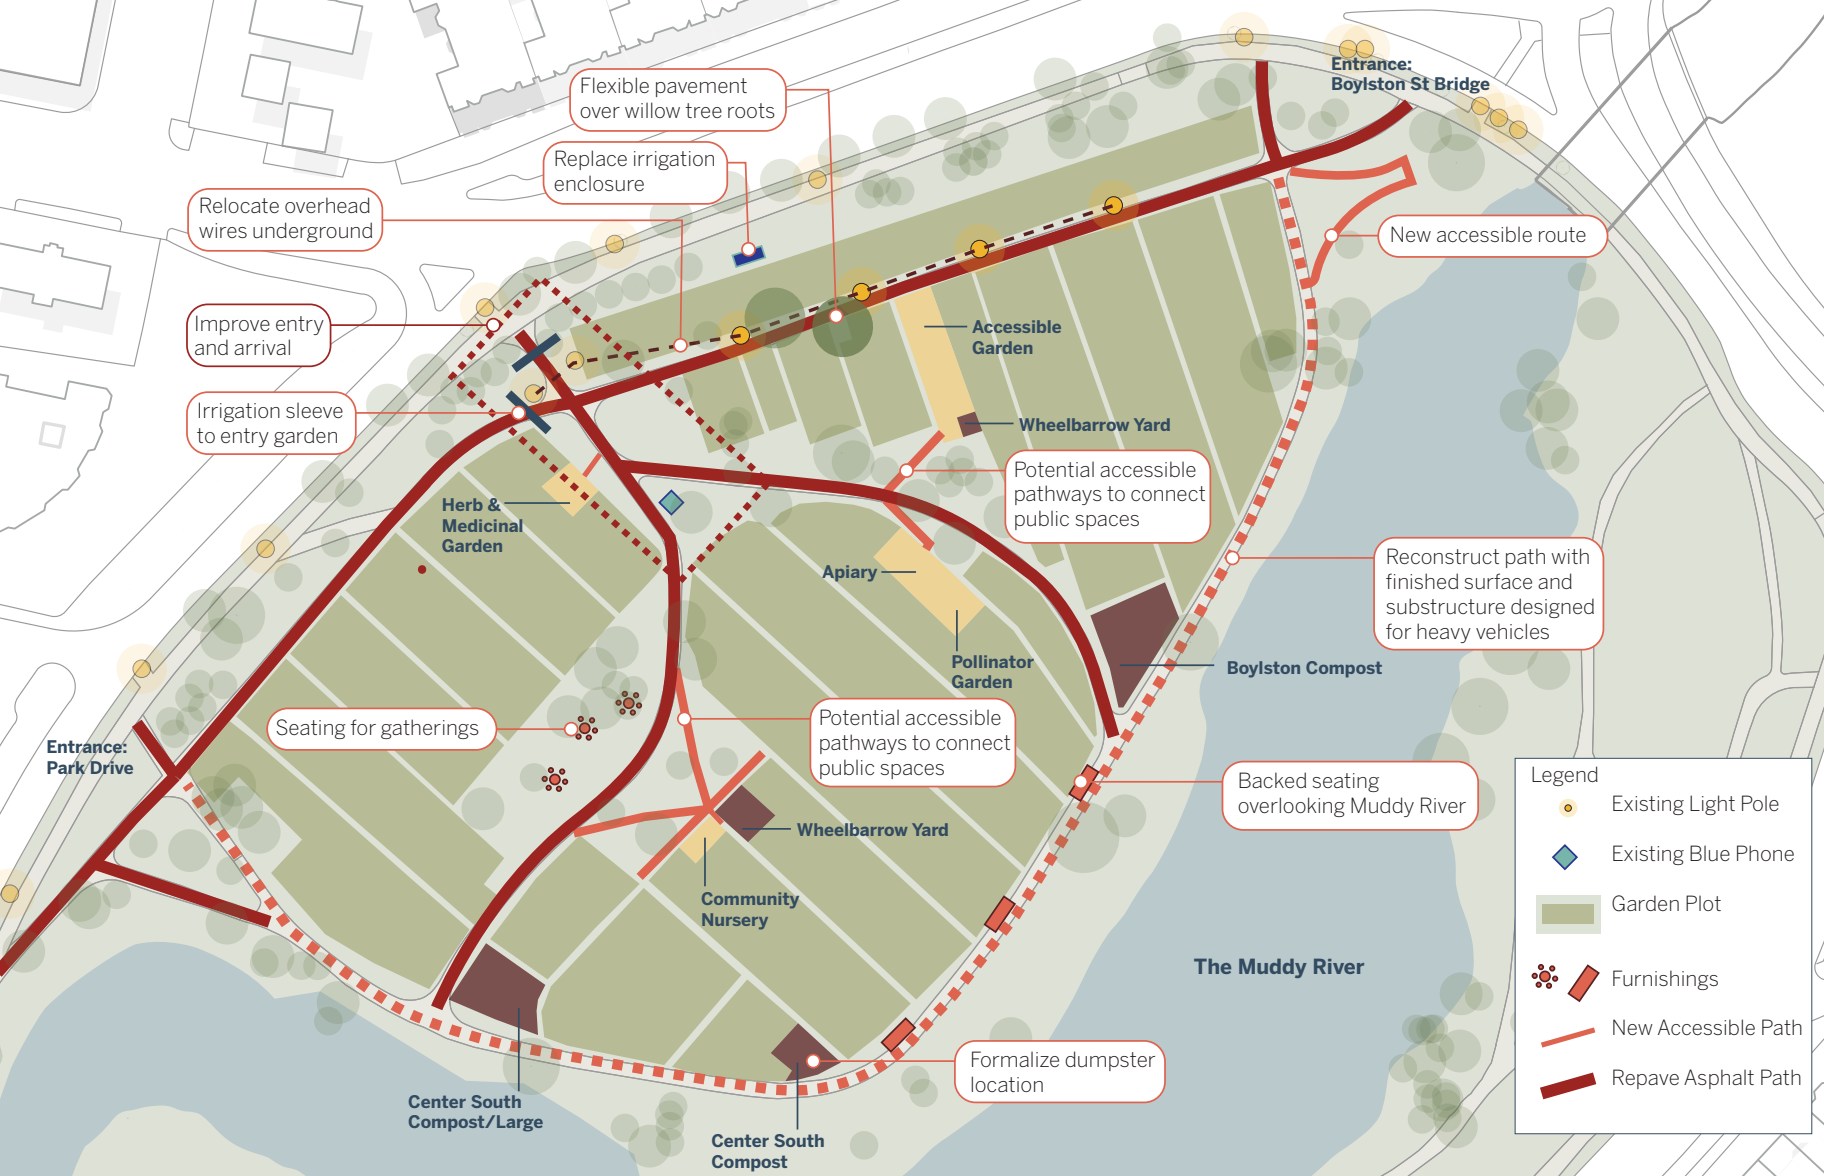 Entrance:
Boylston St Bridge
Flexible pavement
over willow tree roots
Replace irrigation
enclosure
Relocate overhead
wires underground
New accessible route
Improve entry
and arrival
Accessible
Garden
Irrigation sleeve
to entry garden
Wheelbarrow Yard
Potential accessible
pathways to connect
public spaces
Herb &
Medicinal
Garden
Apiary
Reconstruct path with
finished surface and
substructure designed
for heavy vehicles
Pollinator
Garden
Boylston Compost
Seating for gatherings
Potential accessible
pathways to connect
public spaces
Entrance:
Park Drive
Backed seating
overlooking Muddy River
Wheelbarrow Yard
Community
Nursery
The Muddy River
Formalize dumpster
location
Center South
Compost/Large
Center South
Compost
Legend
Existing Light Pole
Existing Blue Phone
Garden Plot
Furnishings
New Accessible Path
Repave Asphalt Path